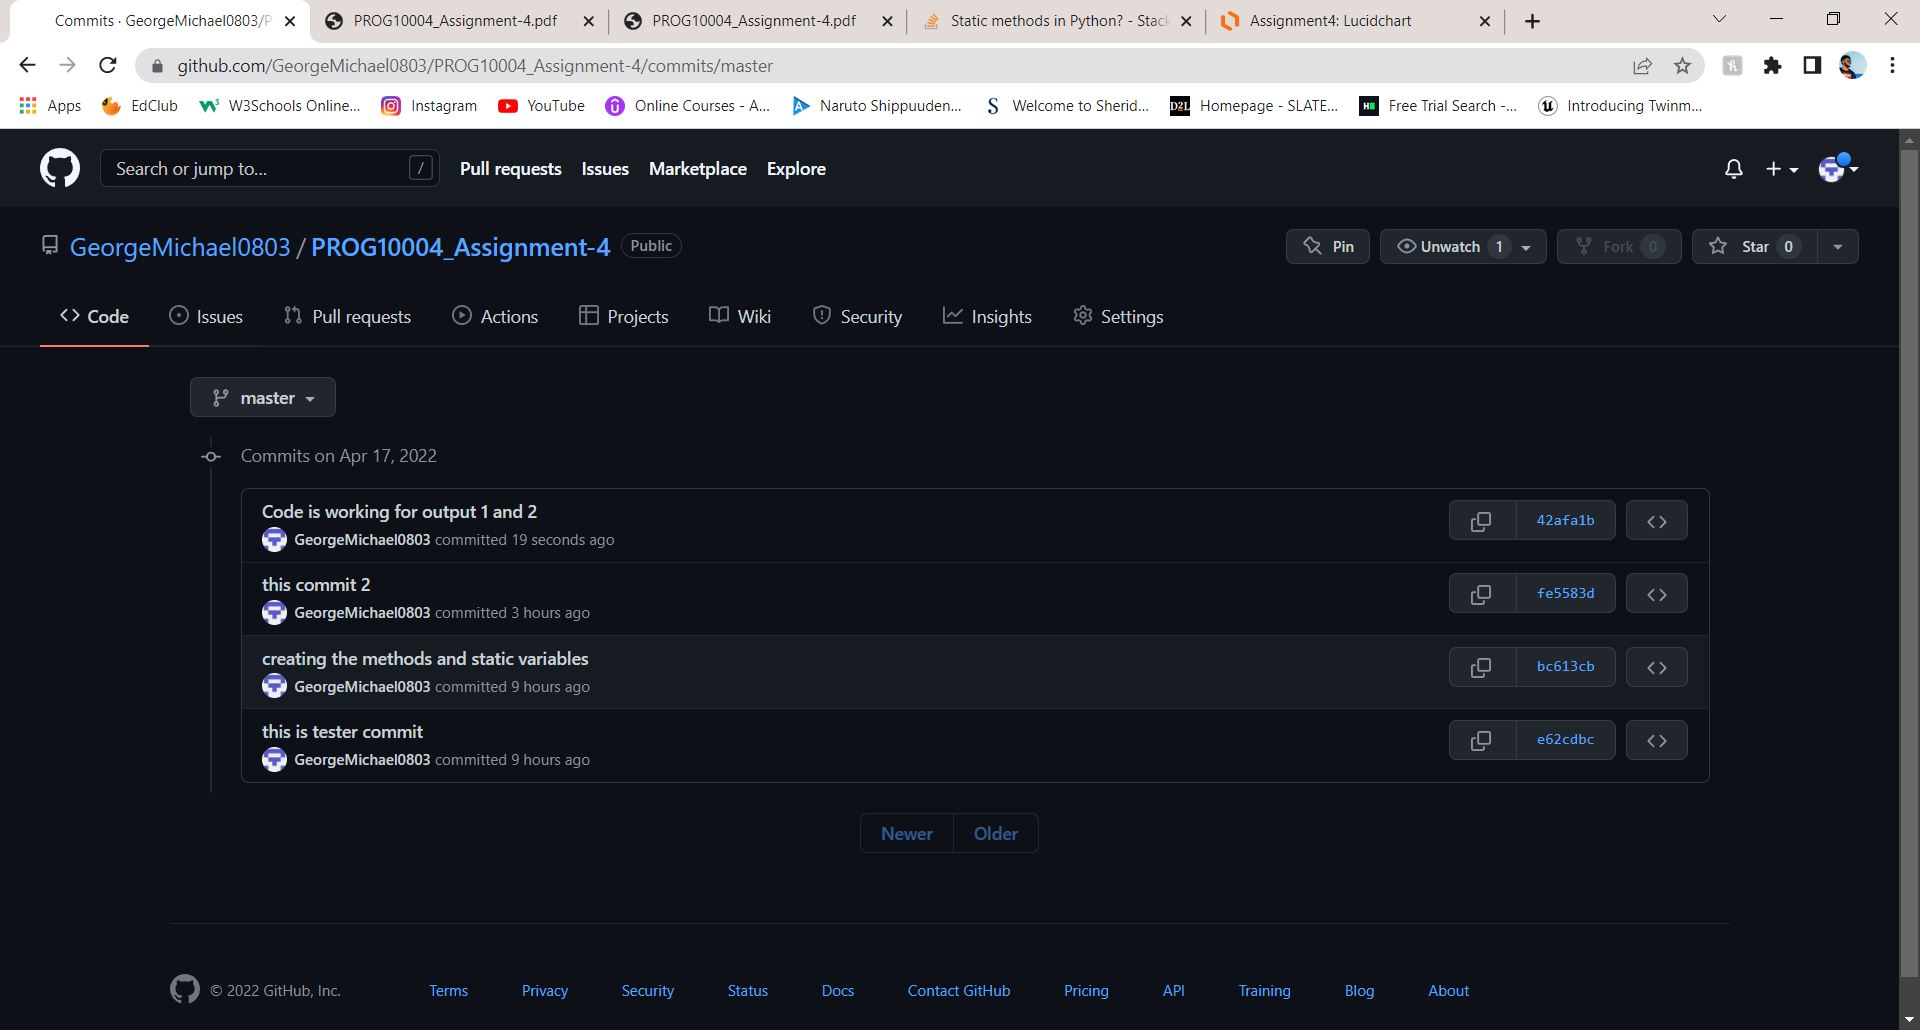 Commits · GeorgeMichael0803/P
PROG10004_Assignment-4.pdf
PROG10004_Assignment-4.pdf
Static methods in Python? - Stac
Assignment4: Lucidchart
github.com/GeorgeMichael0803/PROG10004_Assignment-4/commits/master
Apps EdClub W3Schools Online... Instagram YouTube Online Courses - A... Naruto Shippuuden... Welcome to Sherid... D2L Homepage - SLATE... Free Trial Search -... Introducing Twinm...
Search or jump to... / Pull requests Issues Marketplace Explore
GeorgeMichael0803 / PROG10004_Assignment-4 Public
Pin Unwatch 1 Fork 0 Star 0
Code Issues Pull requests Actions Projects Wiki Security Insights Settings
master
Commits on Apr 17, 2022
Code is working for output 1 and 2
GeorgeMichael0803 committed 19 seconds ago
42afa1b
this commit 2
GeorgeMichael0803 committed 3 hours ago
fe5583d
creating the methods and static variables
GeorgeMichael0803 committed 9 hours ago
bc613cb
this is tester commit
GeorgeMichael0803 committed 9 hours ago
e62cdbc
Newer Older
© 2022 GitHub, Inc. Terms Privacy Security Status Docs Contact GitHub Pricing API Training Blog About